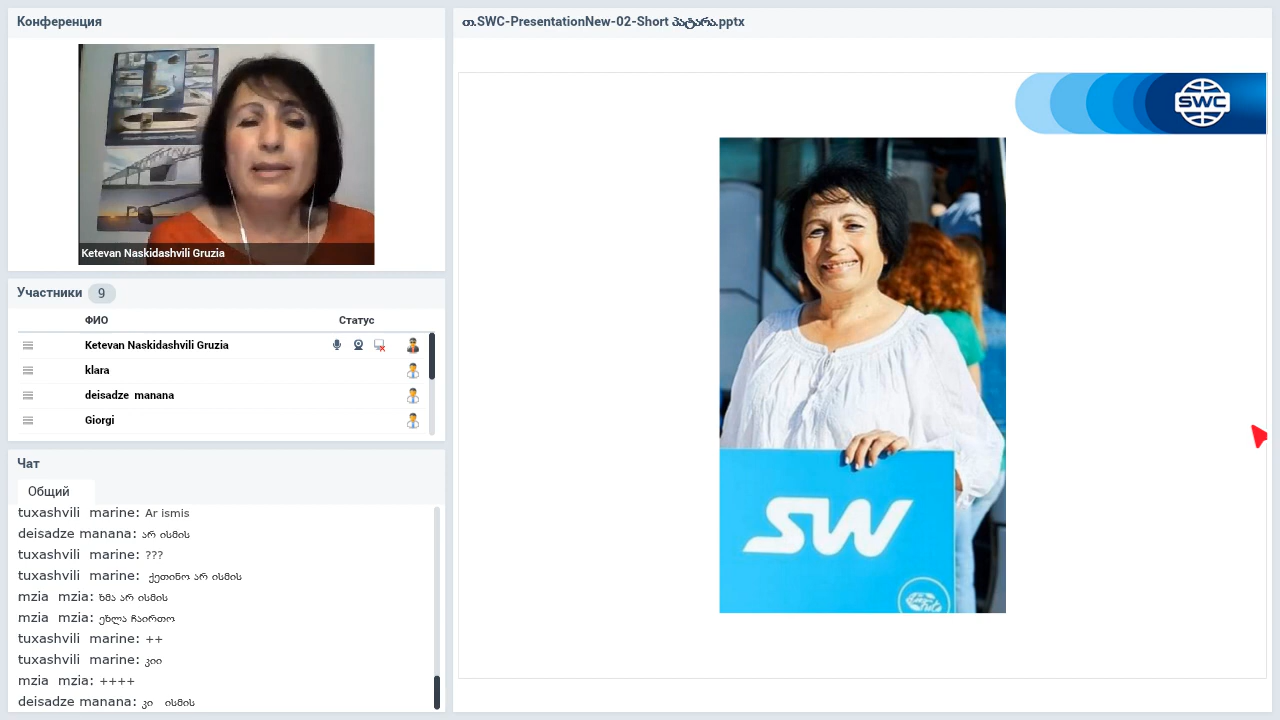 Конференция
Ketevan Naskidashvili Gruzia
Участники 9
ФИО Статус
Ketevan Naskidashvili Gruzia
klara
deisadze manana
Giorgi
Чат
Общий
tuxashvili marine: Ar ismis
deisadze manana: არ ისმის
tuxashvili marine: ???
tuxashvili marine: ქეთინო არ ისმის
mzia mzia: ხმა არ ისმის
mzia mzia: ეხლა ჩაირთო
tuxashvili marine: ++
tuxashvili marine: კიი
mzia mzia: ++++
deisadze manana: კი ისმის
თ.SWC-PresentationNew-02-Short პატარა.pptx
SWC
SW